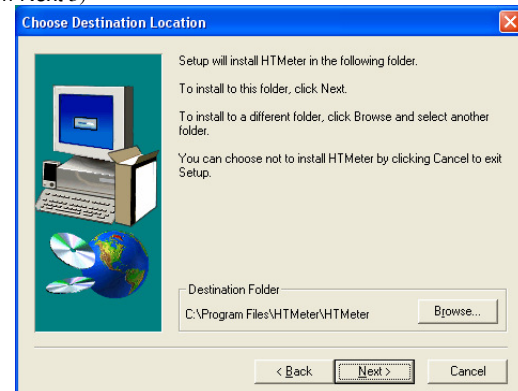 Choose Destination Location
Setup will install HTMeter in the following folder.
To install to this folder, click Next.
To install to a different folder, click Browse and select another
folder.
You can choose not to install HTMeter by clicking Cancel to exit
Setup.
Destination Folder
C:\Program Files\HTMeter\HTMeter
Browse...
< Back
Next >
Cancel